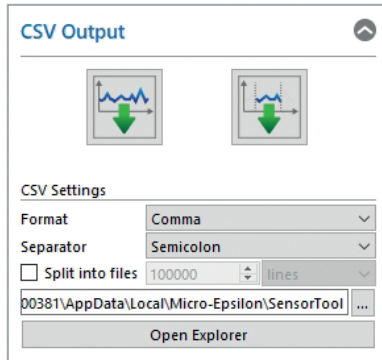 CSV Output
CSV Settings
Format Comma
Separator Semicolon
Split into files 100000 lines
00381\AppData\Local\Micro-Epsilon\SensorTool ...
Open Explorer